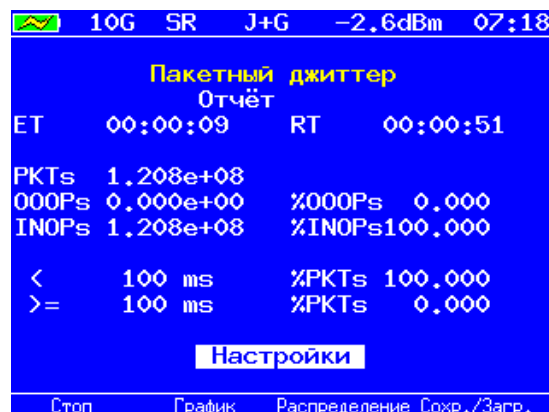 10G SR J+G -2.6dBm 07:18
Пакетный джиттер
Отчёт
ET 00:00:09 RT 00:00:51
PKTs 1.208e+08
OOOPs 0.000e+00 %OOOPs 0.000
INOPs 1.208e+08 %INOPs100.000
< 100 ms %PKTs 100.000
>= 100 ms %PKTs 0.000
Настройки
Стоп График Распределение Сохр./Загр.